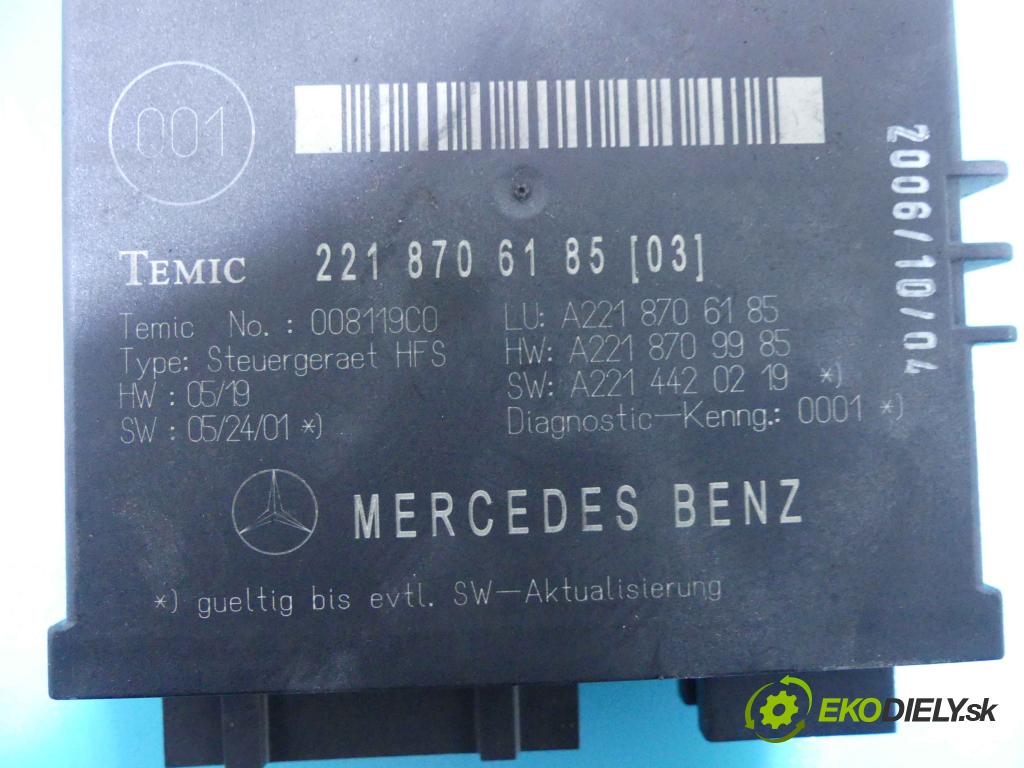 001
TEMIC 221 870 61 85 [03]
Temic No.: 008119C0
Type: Steuergeraet HFS
HW : 05/19
SW : 05/24/01 *)
LU: A221 870 61 85
HW: A221 870 99 85
SW: A221 442 02 19 *)
Diagnostic-Kenng.: 0001 *)
MERCEDES BENZ
*) gueltig bis evtl. SW-Aktualisierung
2006/10/04
EKODIELY.sk